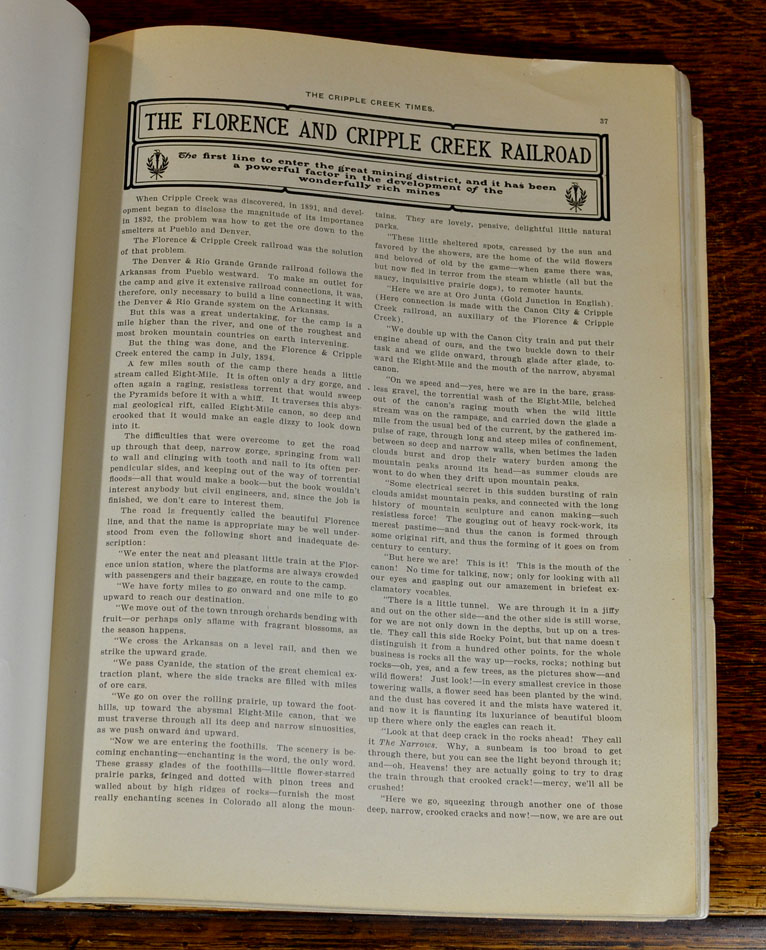 THE CRIPPLE CREEK TIMES.
37
THE FLORENCE AND CRIPPLE CREEK RAILROAD
The first line to enter the great mining district, and it has been
a powerful factor in the development of the
wonderfully rich mines
When Cripple Creek was discovered, in 1891, and devel-
opment began to disclose the magnitude of its importance
in 1892, the problem was how to get the ore down to the
smelters at Pueblo and Denver.
The Florence & Cripple Creek railroad was the solution
of that problem.
The Denver & Rio Grande Grande railroad follows the
Arkansas from Pueblo westward. To make an outlet for
the camp and give it extensive railroad connections, it was,
therefore, only necessary to build a line connecting it with
the Denver & Rio Grande system on the Arkansas.
But this was a great undertaking, for the camp is a
mile higher than the river, and one of the roughest and
most broken mountain countries on earth intervening.
But the thing was done, and the Florence & Cripple
Creek entered the camp in July, 1894.
A few miles south of the camp there heads a little
stream called Eight-Mile. It is often only a dry gorge, and
often again a raging, resistless torrent that would sweep
the Pyramids before it with a whiff. It traverses this abys-
mal geological rift, called Eight-Mile canon, so deep and
crooked that it would make an eagle dizzy to look down
into it.
The difficulties that were overcome to get the road
up through that deep, narrow gorge, springing from wall
to wall and clinging with tooth and nail to its often per-
pendicular sides, and keeping out of the way of torrential
floods—all that would make a book—but the book wouldn't
interest anybody but civil engineers, and, since the job is
finished, we don't care to interest them.
The road is frequently called the beautiful Florence
line, and that the name is appropriate may be well under-
stood from even the following short and inadequate de-
scription:
"We enter the neat and pleasant little train at the Flor-
ence union station, where the platforms are always crowded
with passengers and their baggage, en route to the camp.
"We have forty miles to go onward and one mile to go
upward to reach our destination.
"We move out of the town through orchards bending with
fruit—or perhaps only aflame with fragrant blossoms, as
the season happens.
"We cross the Arkansas on a level rail, and then we
strike the upward grade.
"We pass Cyanide, the station of the great chemical ex-
traction plant, where the side tracks are filled with miles
of ore cars.
"We go on over the rolling prairie, up toward the foot-
hills, up toward the abysmal Eight-Mile canon, that we
must traverse through all its deep and narrow sinuosities,
as we push onward and upward.
"Now we are entering the foothills. The scenery is be-
coming enchanting—enchanting is the word, the only word.
These grassy glades of the foothills—little flower-starred
prairie parks, fringed and dotted with pinon trees and
walled about by high ridges of rocks—furnish the most
really enchanting scenes in Colorado all along the moun-
tains. They are lovely, pensive, delightful little natural
parks.
"These little sheltered spots, caressed by the sun and
favored by the showers, are the home of the wild flowers
and beloved of old by the game—when game there was,
but now fled in terror from the steam whistle (all but the
saucy, inquisitive prairie dogs), to remoter haunts.
"Here we are at Oro Junta (Gold Junction in English).
(Here connection is made with the Canon City & Cripple
Creek railroad, an auxiliary of the Florence & Cripple
Creek).
"We double up with the Canon City train and put their
engine ahead of ours, and the two buckle down to their
task and we glide onward, through glade after glade, to-
ward the Eight-Mile and the mouth of the narrow, abysmal
canon.
"On we speed and—yes, here we are in the bare, grass-
less gravel, the torrential wash of the Eight-Mile, belched
out of the canon's raging mouth when the wild little
stream was on the rampage, and carried down the glade a
mile from the usual bed of the current, by the gathered im-
pulse of rage, through long and steep miles of confinement,
between so deep and narrow walls, when betimes the laden
clouds burst and drop their watery burden among the
mountain peaks around its head—as summer clouds are
wont to do when they drift upon mountain peaks.
"Some electrical secret in this sudden bursting of rain
clouds amidst mountain peaks, and connected with the long
history of mountain sculpture and canon making—such
resistless force! The gouging out of heavy rock-work, its
merest pastime—and thus the canon is formed through
some original rift, and thus the forming of it goes on from
century to century.
"But here we are! This is it! This is the mouth of the
canon! No time for talking, now; only for looking with all
our eyes and gasping out our amazement in briefest ex-
clamatory vocables.
"There is a little tunnel. We are through it in a jiffy
and out on the other side—and the other side is still worse,
for we are not only down in the depths, but up on a tres-
tle. They call this side Rocky Point, but that name doesn't
distinguish it from a hundred other points, for the whole
business is rocks all the way up—rocks, rocks; nothing but
rocks—oh, yes, and a few trees, as the pictures show—and
wild flowers! Just look!—in every smallest crevice in those
towering walls, a flower seed has been planted by the wind,
and the dust has covered it and the mists have watered it,
and now it is flaunting its luxuriance of beautiful bloom
up there where only the eagles can reach it.
"Look at that deep crack in the rocks ahead! They call
it The Narrows. Why, a sunbeam is too broad to get
through there, but you can see the light beyond through it;
and—oh, Heavens! they are actually going to try to drag
the train through that crooked crack!—mercy, we'll all be
crushed!
"Here we go, squeezing through another one of those
deep, narrow, crooked cracks and now!—now, we are are out